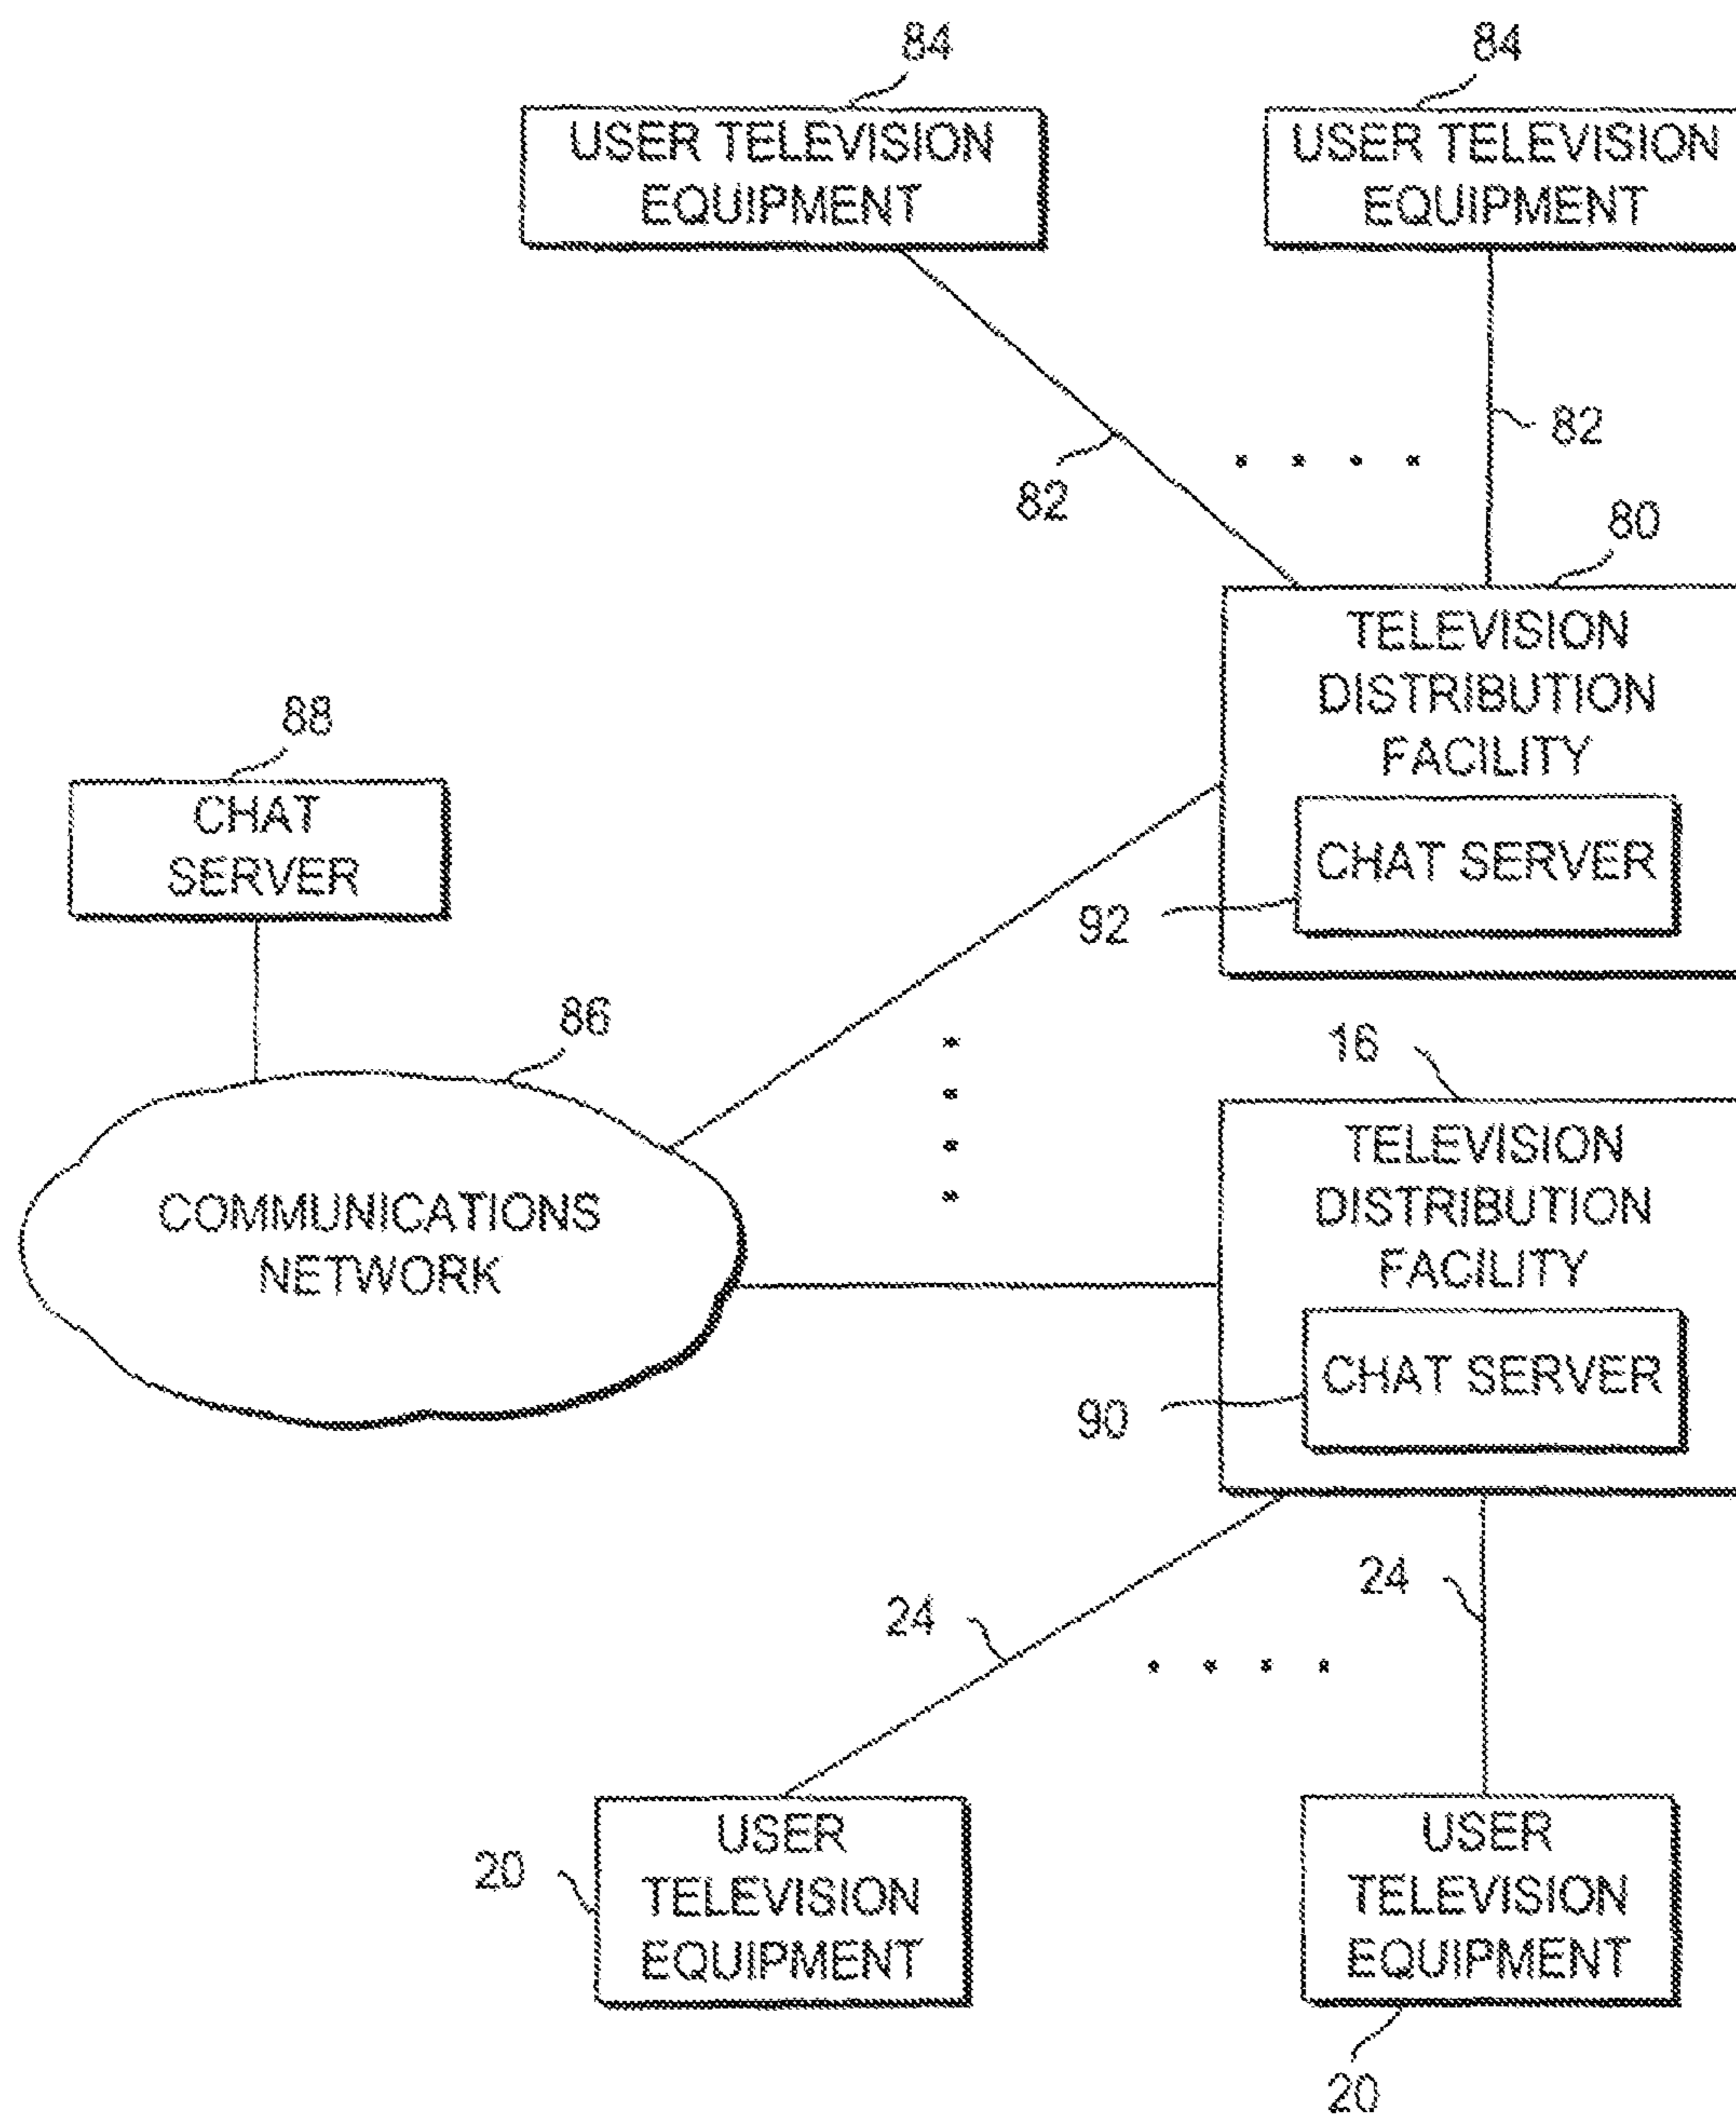 84
84
USER TELEVISION
EQUIPMENT
USER TELEVISION
EQUIPMENT
82
82
80
TELEVISION
DISTRIBUTION
FACILITY
CHAT SERVER
92
88
CHAT
SERVER
86
COMMUNICATIONS
NETWORK
16
TELEVISION
DISTRIBUTION
FACILITY
CHAT SERVER
90
24
24
20
USER
TELEVISION
EQUIPMENT
USER
TELEVISION
EQUIPMENT
20